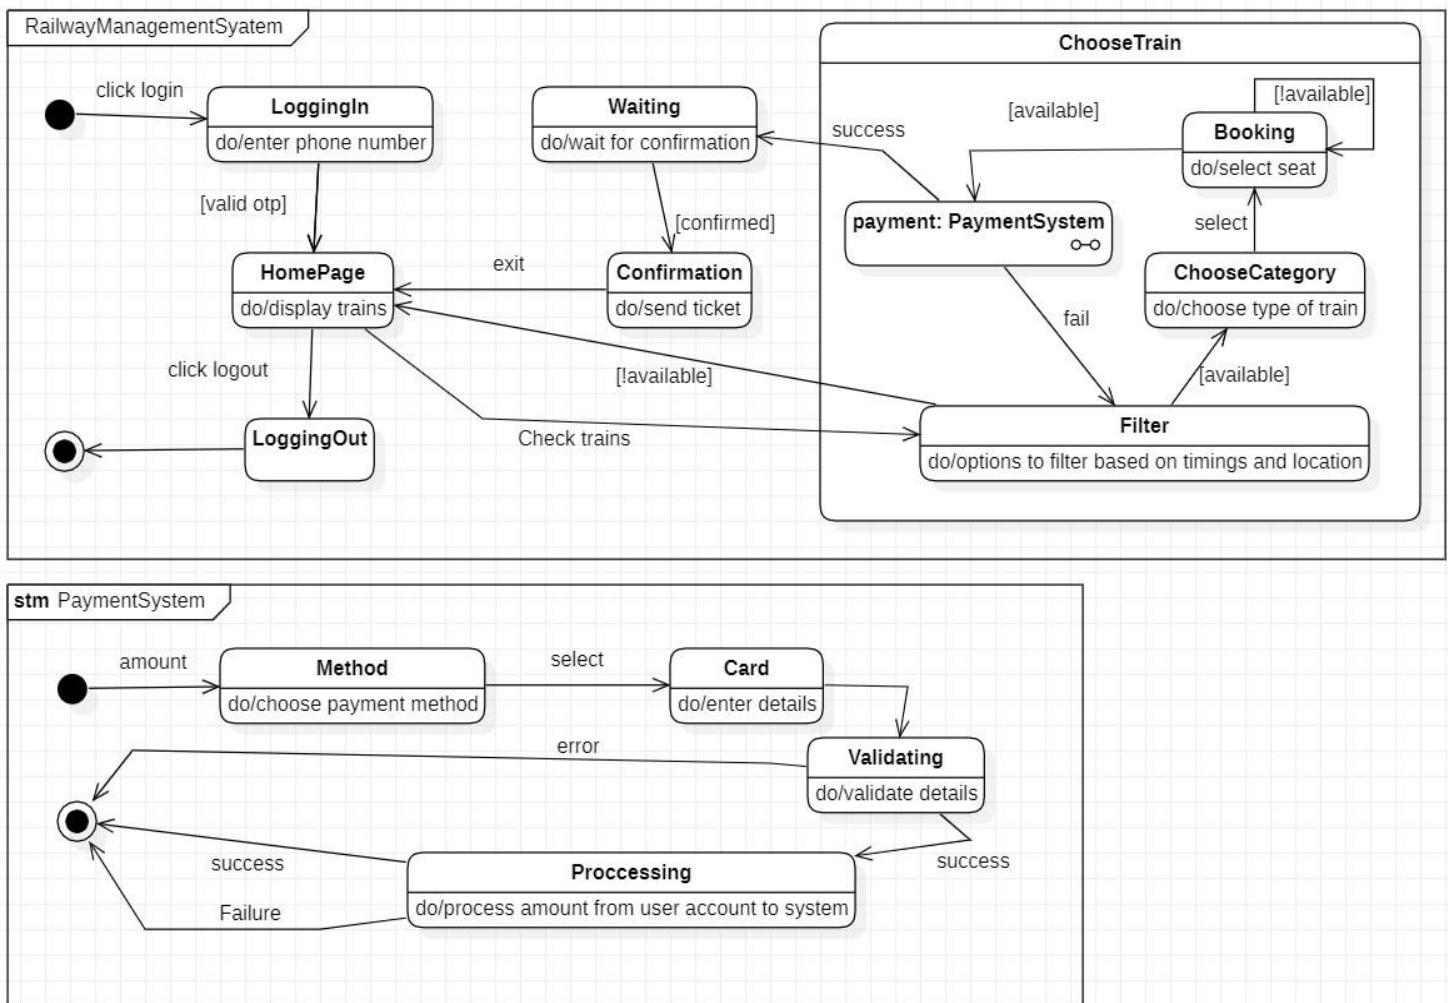 RailwayManagementSyatem
ChooseTrain
click login
LoggingIn
do/enter phone number
Waiting
do/wait for confirmation
success
[available]
[!available]
Booking
do/select seat
[valid otp]
[confirmed]
payment: PaymentSystem
select
HomePage
do/display trains
exit
Confirmation
do/send ticket
ChooseCategory
do/choose type of train
fail
click logout
[!available]
[available]
LoggingOut
Check trains
Filter
do/options to filter based on timings and location
stm PaymentSystem
amount
Method
do/choose payment method
select
Card
do/enter details
error
Validating
do/validate details
success
success
Proccessing
do/process amount from user account to system
Failure